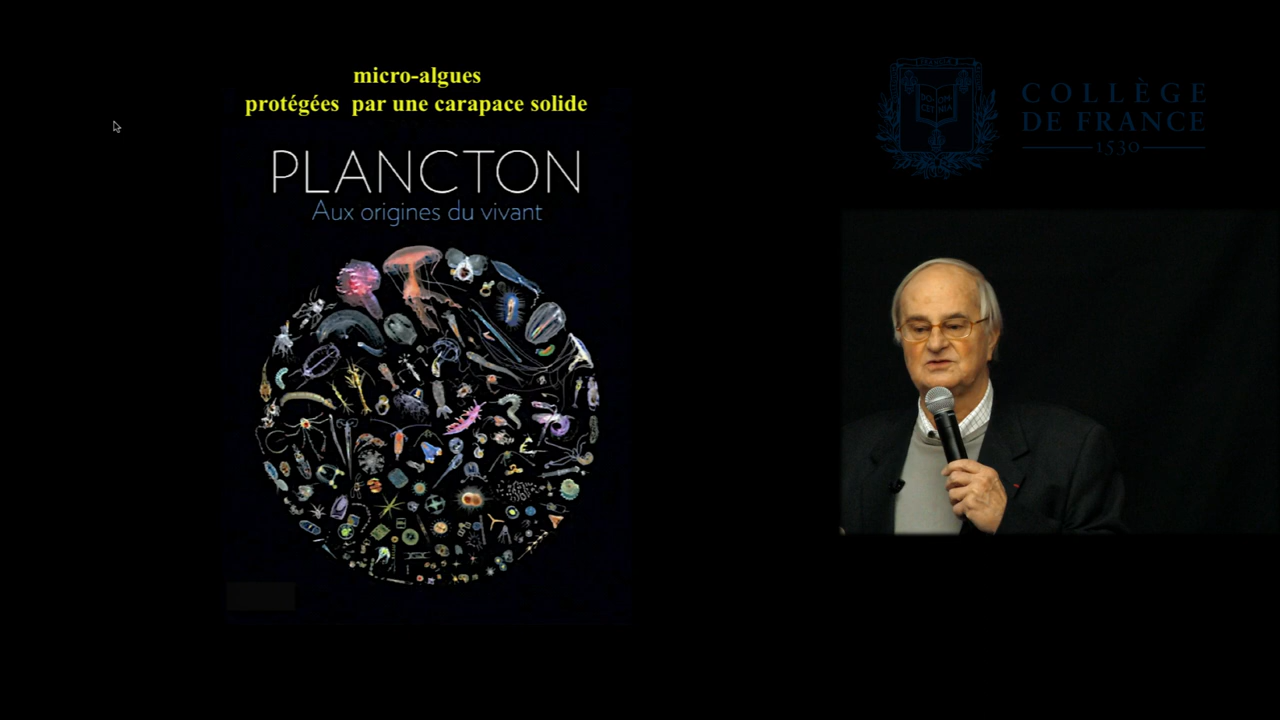 micro-algues
protégées par une carapace solide
PLANCTON
Aux origines du vivant
COLLÈGE
DE FRANCE
1530